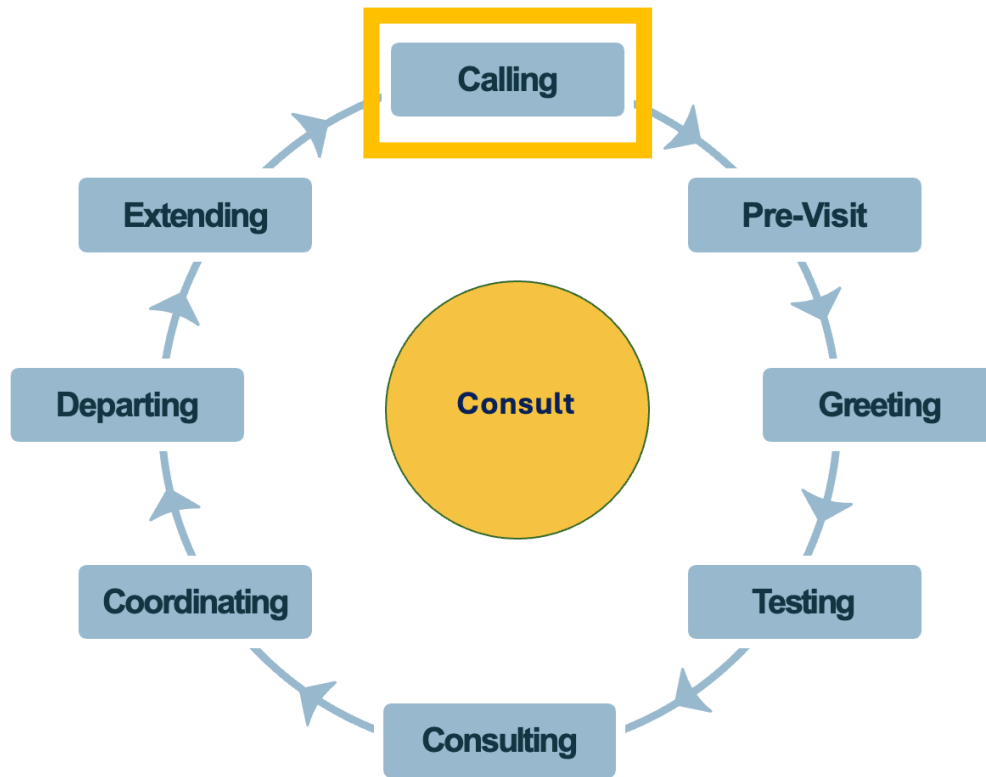 Calling
Pre-Visit
Greeting
Testing
Consulting
Coordinating
Departing
Extending
Consult